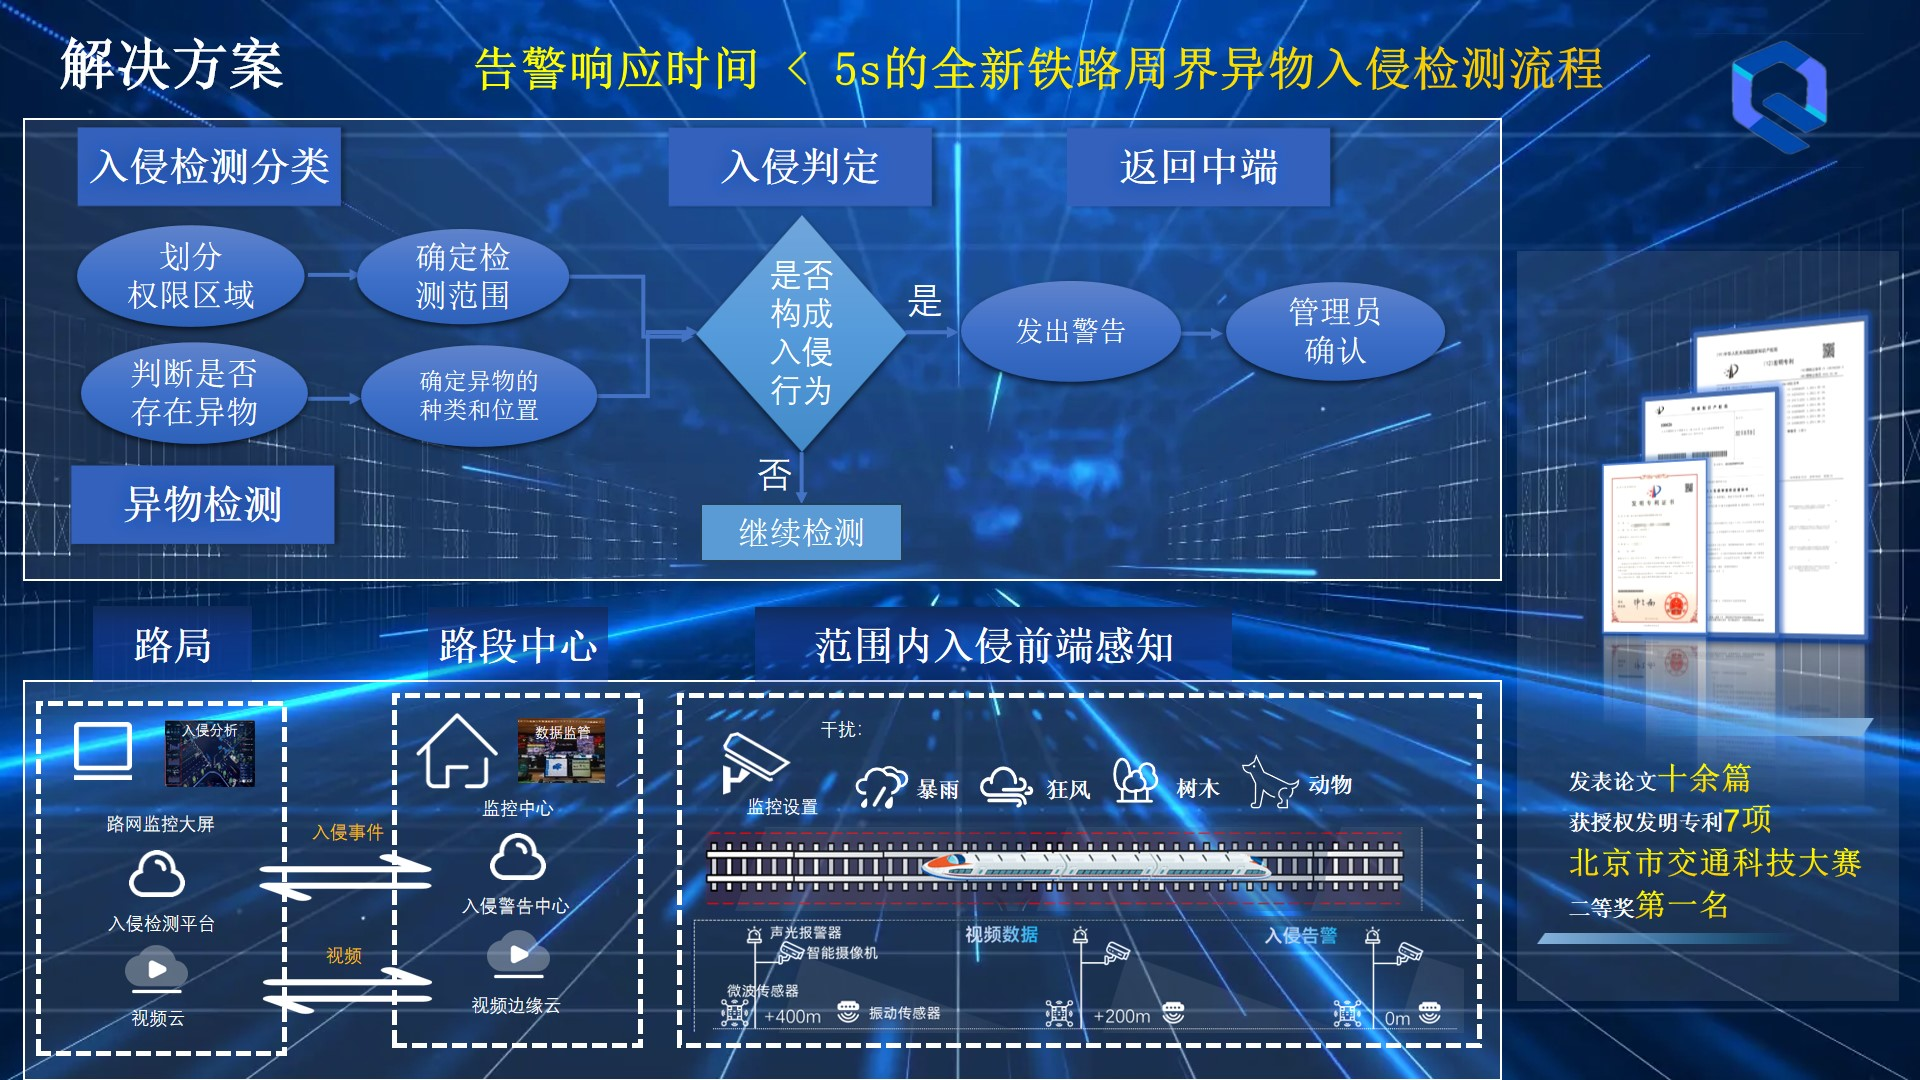 解决方案
告警响应时间 < 5s的全新铁路周界异物入侵检测流程
入侵检测分类
入侵判定
返回中端
划分
权限区域
确定检
测范围
是否
构成
入侵
行为
是
发出警告
管理员
确认
判断是否
存在异物
确定异物的
种类和位置
否
继续检测
异物检测
路局
路段中心
范围内入侵前端感知
入侵分析
路网监控大屏
入侵检测平台
视频云
入侵事件
视频
数据监管
监控中心
入侵警告中心
视频边缘云
干扰：
监控设置
暴雨
狂风
树木
动物
声光报警器
智能摄像机
视频数据
入侵告警
微波传感器
+400m
振动传感器
+200m
0m
发明专利证书
发表论文十余篇
获授权发明专利7项
北京市交通科技大赛
二等奖第一名